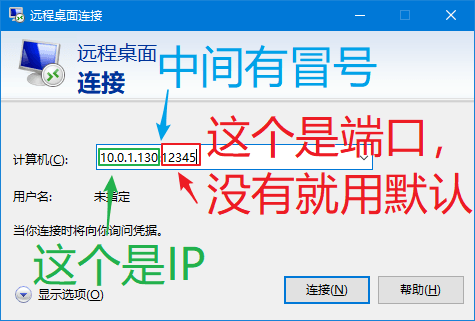 远程桌面连接
远程桌面
连接
中间有冒号
计算机(C):
10.0.1.130:12345
这个是端口，
没有就用默认
用户名:
未指定
当你连接时将向你询问凭据。
这个是IP
显示选项(O)
连接(N)
帮助(H)